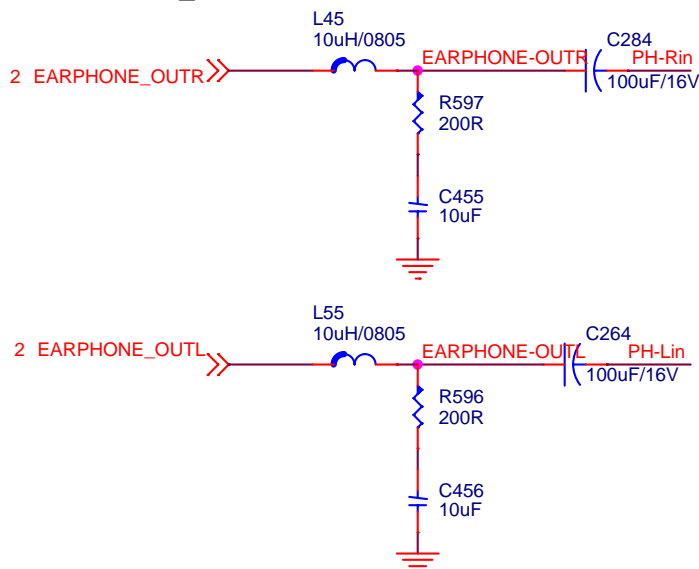 L45
10uH/0805
2 EARPHONE_OUTR
EARPHONE-OUTR
C284
PH-Rin
100uF/16V
R597
200R
C455
10uF
L55
10uH/0805
2 EARPHONE_OUTL
EARPHONE-OUTL
C264
PH-Lin
100uF/16V
R596
200R
C456
10uF